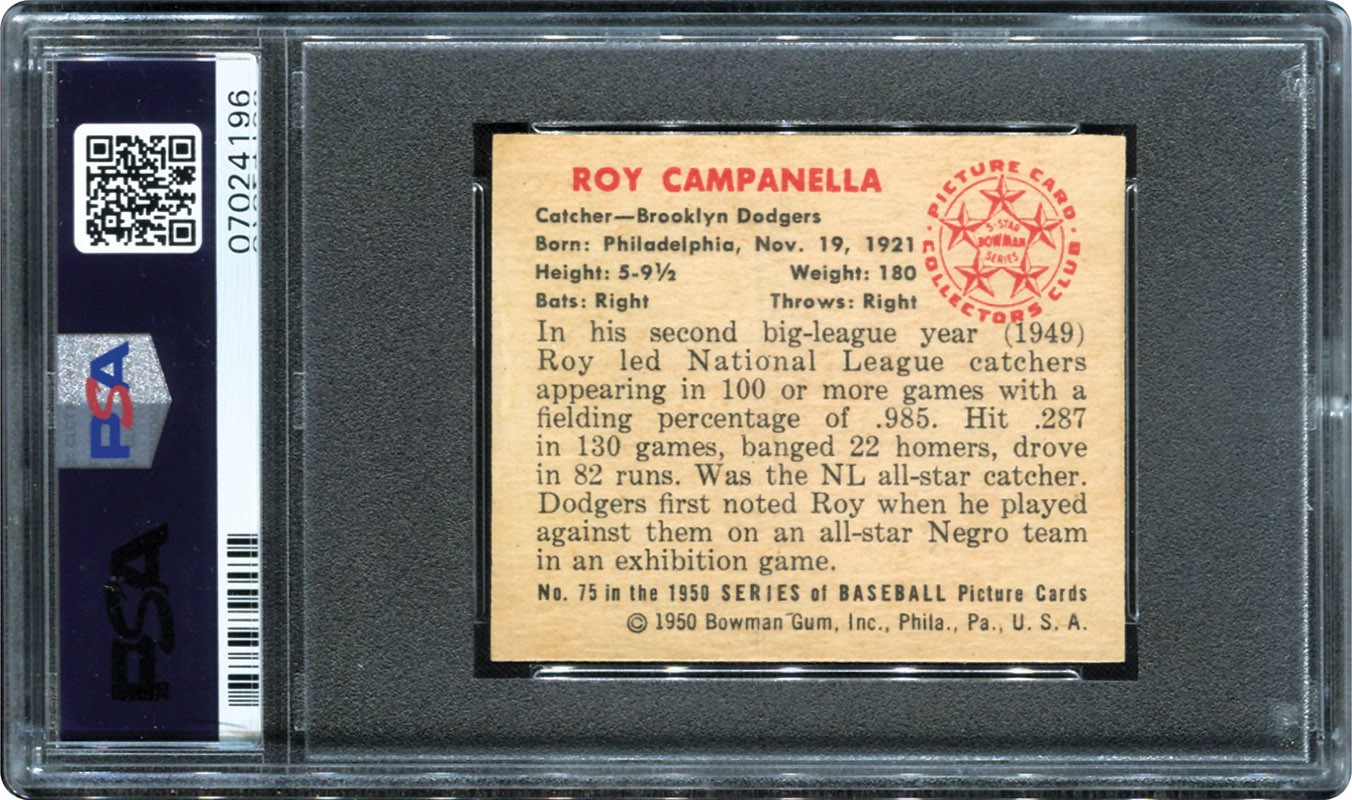 ROY CAMPANELLA
Catcher—Brooklyn Dodgers
Born: Philadelphia, Nov. 19, 1921
Height: 5-9½ Weight: 180
Bats: Right Throws: Right
PICTURE CARD
COLLECTORS CLUB
5-STAR
BOWMAN
SERIES
In his second big-league year (1949)
Roy led National League catchers
appearing in 100 or more games with a
fielding percentage of .985. Hit .287
in 130 games, banged 22 homers, drove
in 82 runs. Was the NL all-star catcher.
Dodgers first noted Roy when he played
against them on an all-star Negro team
in an exhibition game.
No. 75 in the 1950 SERIES of BASEBALL Picture Cards
© 1950 Bowman Gum, Inc., Phila., Pa., U. S. A.
07024196
PSA
PSA